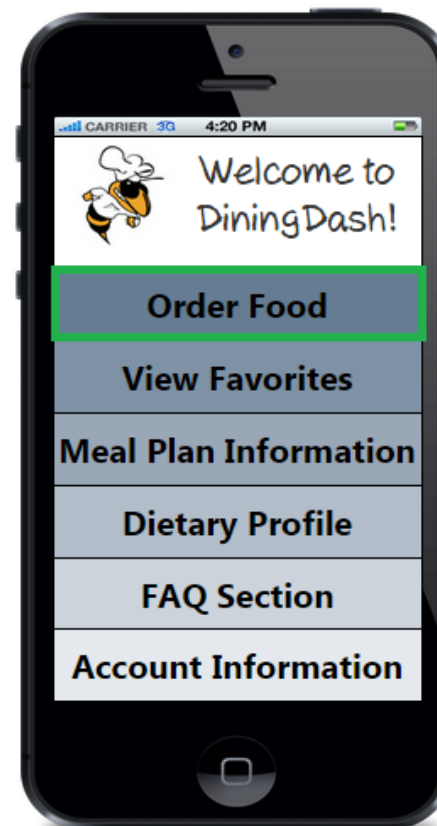 CARRIER 3G 4:20 PM
Welcome to
DiningDash!
Order Food
View Favorites
Meal Plan Information
Dietary Profile
FAQ Section
Account Information